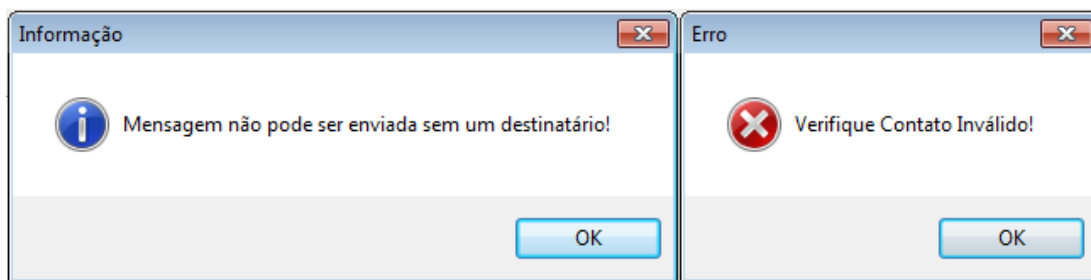 Informação
Mensagem não pode ser enviada sem um destinatário!
OK
Erro
Verifique Contato Inválido!
OK